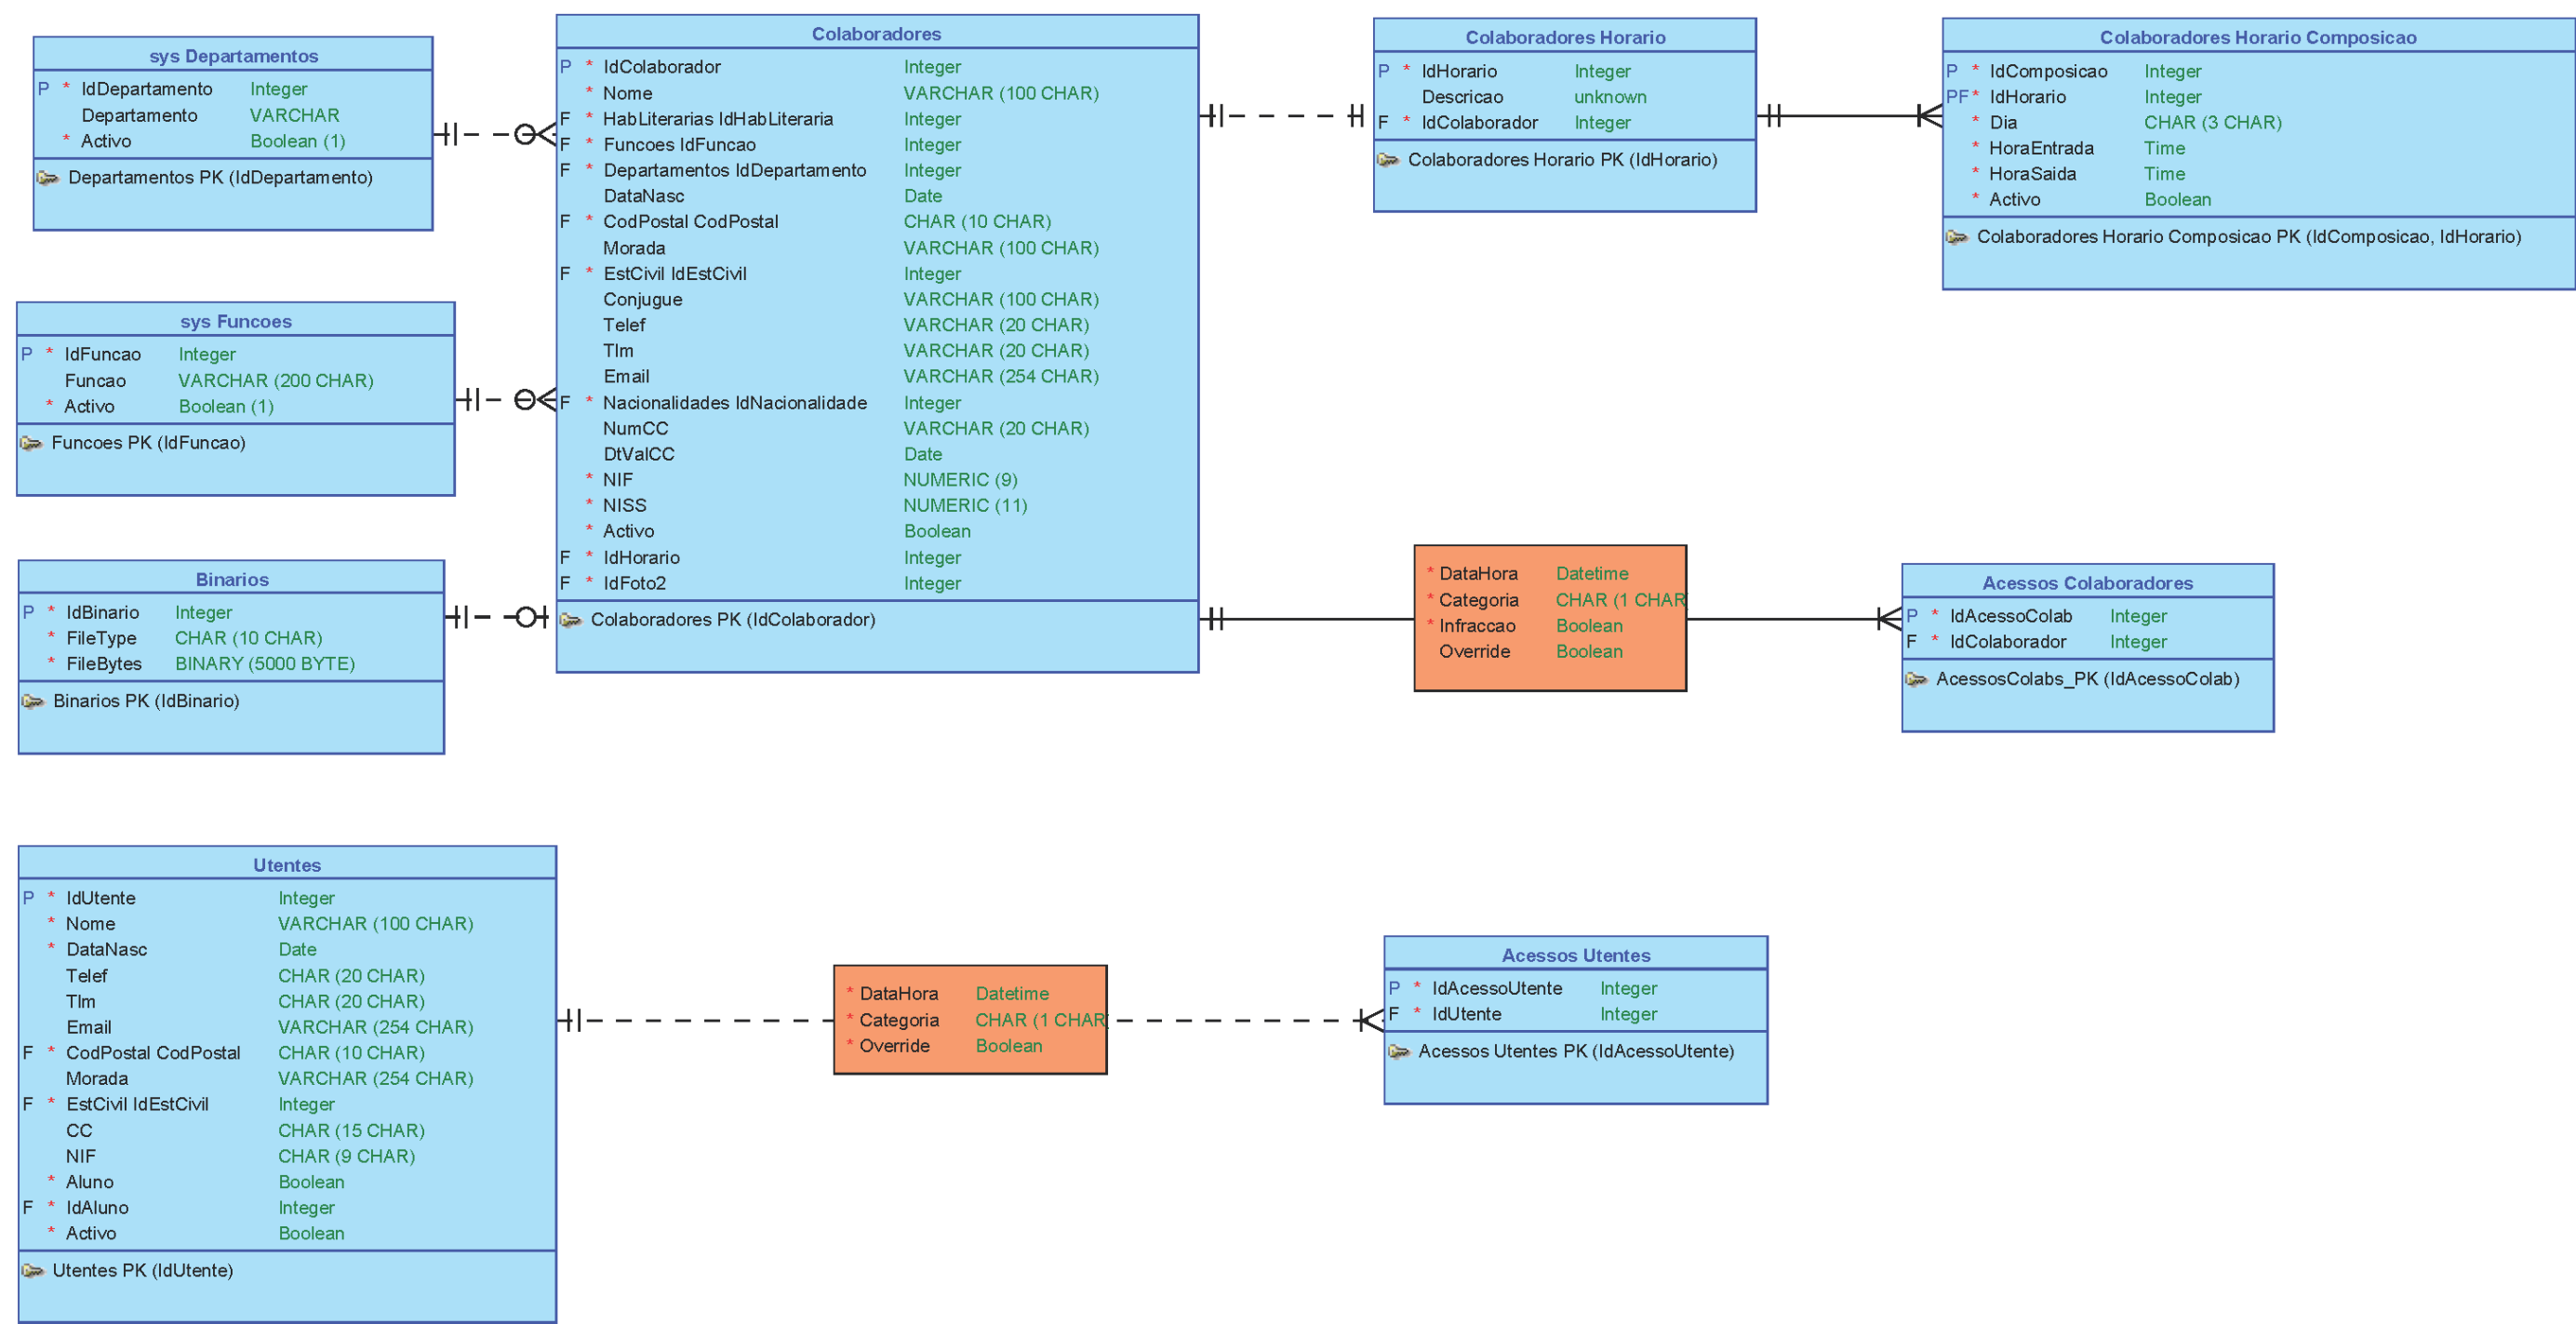 sys Departamentos
P * IdDepartamento Integer
Departamento VARCHAR
* Activo Boolean (1)
Departamentos PK (IdDepartamento)
sys Funcoes
P * IdFuncao Integer
Funcao VARCHAR (200 CHAR)
* Activo Boolean (1)
Funcoes PK (IdFuncao)
Binarios
P * IdBinario Integer
* FileType CHAR (10 CHAR)
* FileBytes BINARY (5000 BYTE)
Binarios PK (IdBinario)
Colaboradores
P * IdColaborador Integer
* Nome VARCHAR (100 CHAR)
F * HabLiterarias IdHabLiteraria Integer
F * Funcoes IdFuncao Integer
F * Departamentos IdDepartamento Integer
DataNasc Date
F * CodPostal CodPostal CHAR (10 CHAR)
Morada VARCHAR (100 CHAR)
F * EstCivil IdEstCivil Integer
Conjugue VARCHAR (100 CHAR)
Telef VARCHAR (20 CHAR)
Tlm VARCHAR (20 CHAR)
Email VARCHAR (254 CHAR)
F * Nacionalidades IdNacionalidade Integer
NumCC VARCHAR (20 CHAR)
DtValCC Date
* NIF NUMERIC (9)
* NISS NUMERIC (11)
* Activo Boolean
F * IdHorario Integer
F * IdFoto2 Integer
Colaboradores PK (IdColaborador)
Colaboradores Horario
P * IdHorario Integer
Descricao unknown
F * IdColaborador Integer
Colaboradores Horario PK (IdHorario)
Colaboradores Horario Composicao
P * IdComposicao Integer
PF * IdHorario Integer
* Dia CHAR (3 CHAR)
* HoraEntrada Time
* HoraSaida Time
* Activo Boolean
Colaboradores Horario Composicao PK (IdComposicao, IdHorario)
* DataHora Datetime
* Categoria CHAR (1 CHAR
* Infraccao Boolean
Override Boolean
Acessos Colaboradores
P * IdAcessoColab Integer
F * IdColaborador Integer
AcessosColabs_PK (IdAcessoColab)
Utentes
P * IdUtente Integer
* Nome VARCHAR (100 CHAR)
* DataNasc Date
Telef CHAR (20 CHAR)
Tlm CHAR (20 CHAR)
Email VARCHAR (254 CHAR)
F * CodPostal CodPostal CHAR (10 CHAR)
Morada VARCHAR (254 CHAR)
F * EstCivil IdEstCivil Integer
CC CHAR (15 CHAR)
NIF CHAR (9 CHAR)
* Aluno Boolean
F * IdAluno Integer
* Activo Boolean
Utentes PK (IdUtente)
* DataHora Datetime
* Categoria CHAR (1 CHAR
* Override Boolean
Acessos Utentes
P * IdAcessoUtente Integer
F * IdUtente Integer
Acessos Utentes PK (IdAcessoUtente)